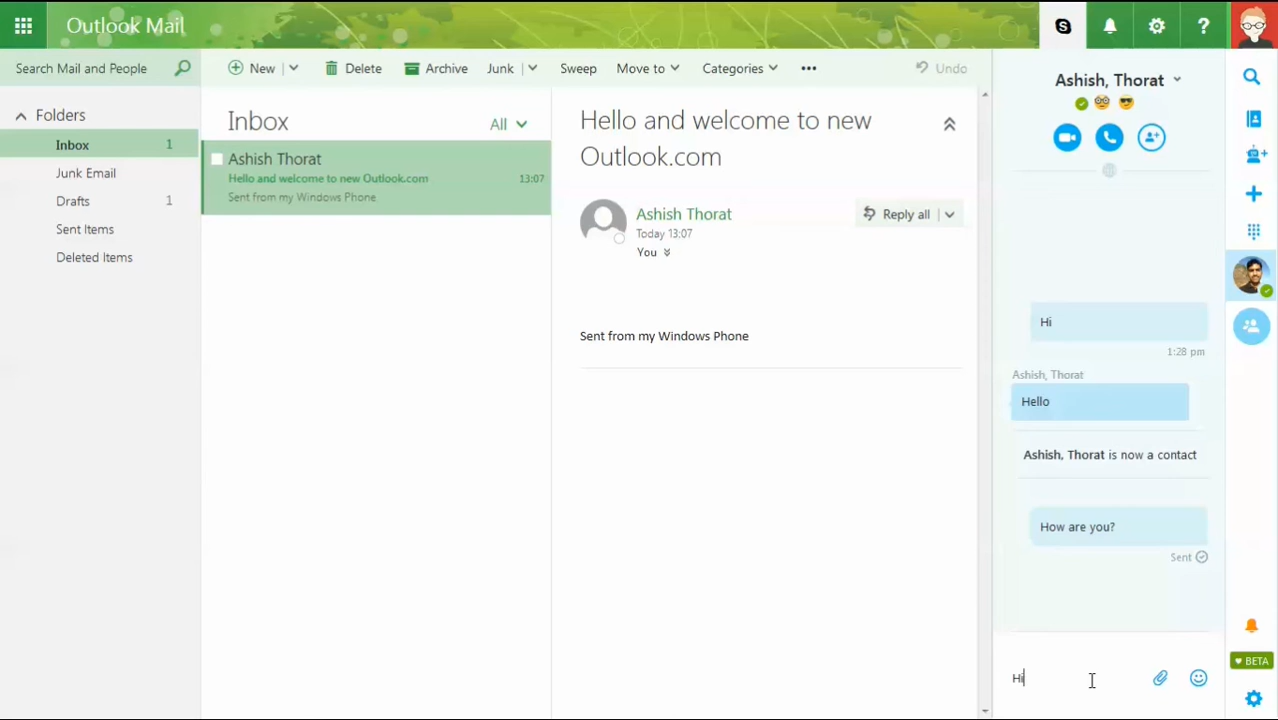 Outlook Mail
?
Search Mail and People
New
Delete
Archive
Junk
Sweep
Move to
Categories
•••
Undo
Folders
Inbox 1
Junk Email
Drafts 1
Sent Items
Deleted Items
Inbox
All
Ashish Thorat
Hello and welcome to new Outlook.com 13:07
Sent from my Windows Phone
Hello and welcome to new
Outlook.com
Ashish Thorat
Today 13:07
You
Reply all
Sent from my Windows Phone
Ashish, Thorat
Hi
1:28 pm
Ashish, Thorat
Hello
Ashish, Thorat is now a contact
How are you?
Sent
Hi
BETA